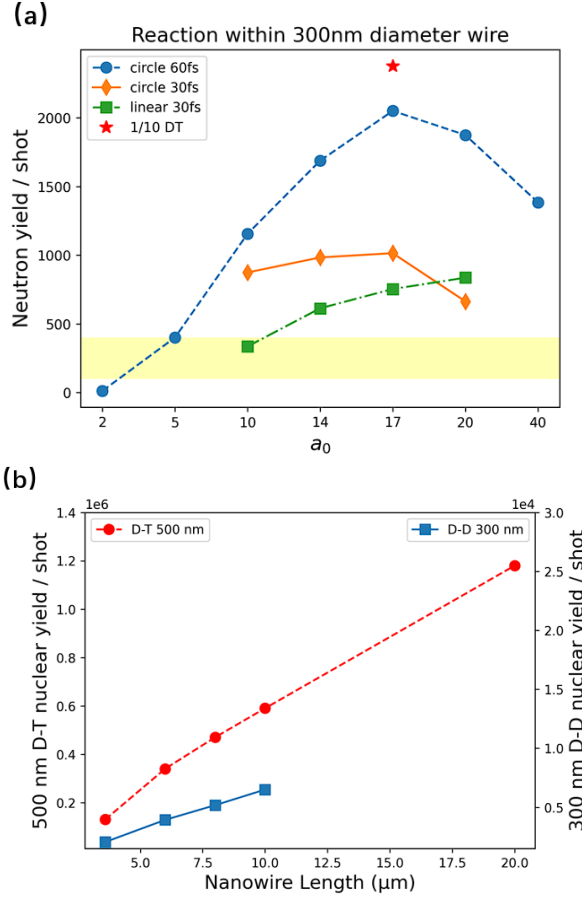 (a)
Reaction within 300nm diameter wire
circle 60fs
circle 30fs
linear 30fs
1/10 DT
Neutron yield / shot
2000
1500
1000
500
0
2 5 10 14 17 20 40
a0
(b)
1e6
1e4
D-T 500 nm
D-D 300 nm
500 nm D-T nuclear yield / shot
1.4
1.2
1.0
0.8
0.6
0.4
0.2
3.0
2.5
2.0
1.5
1.0
0.5
300 nm D-D nuclear yield / shot
5.0 7.5 10.0 12.5 15.0 17.5 20.0
Nanowire Length (μm)